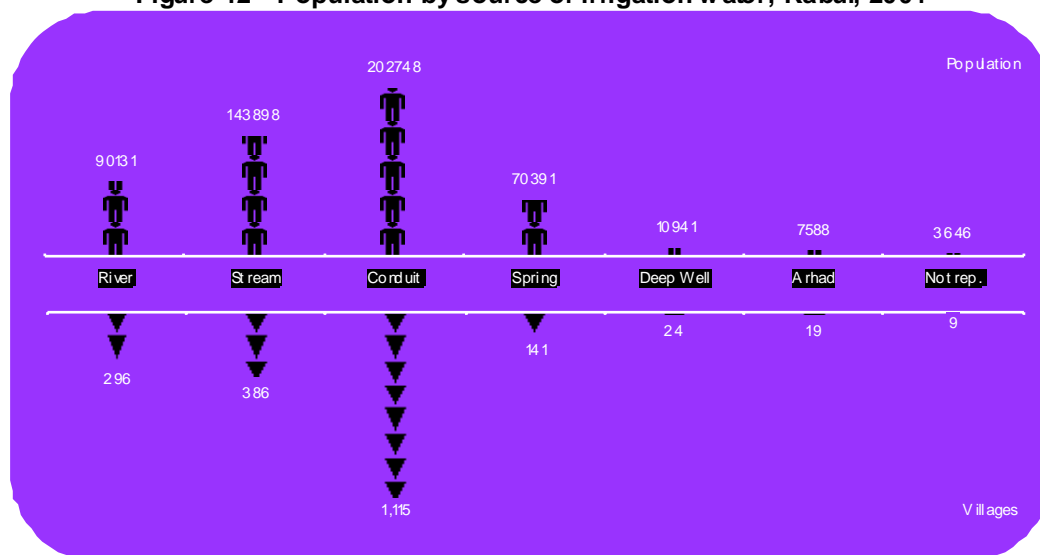 Population
202748
143898
90131
70391
10941
7588
3646
River
Stream
Conduit
Spring
Deep Well
Arhad
Not rep.
296
386
1,115
141
24
19
9
Villages